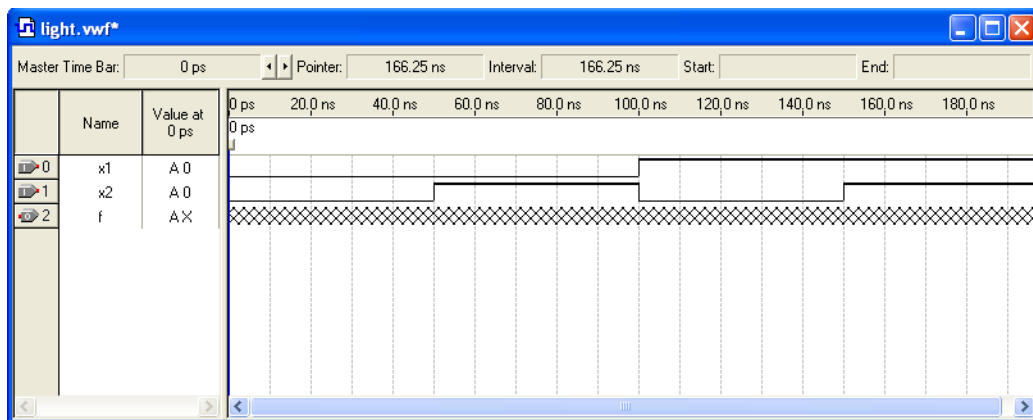 light.vwf*
Master Time Bar: 0 ps Pointer: 166.25 ns Interval: 166.25 ns Start: End:
Name Value at 0 ps
0 ps 20.0 ns 40.0 ns 60.0 ns 80.0 ns 100.0 ns 120.0 ns 140.0 ns 160.0 ns 180.0 ns
0 ps
0 x1 A 0
1 x2 A 0
2 f A X